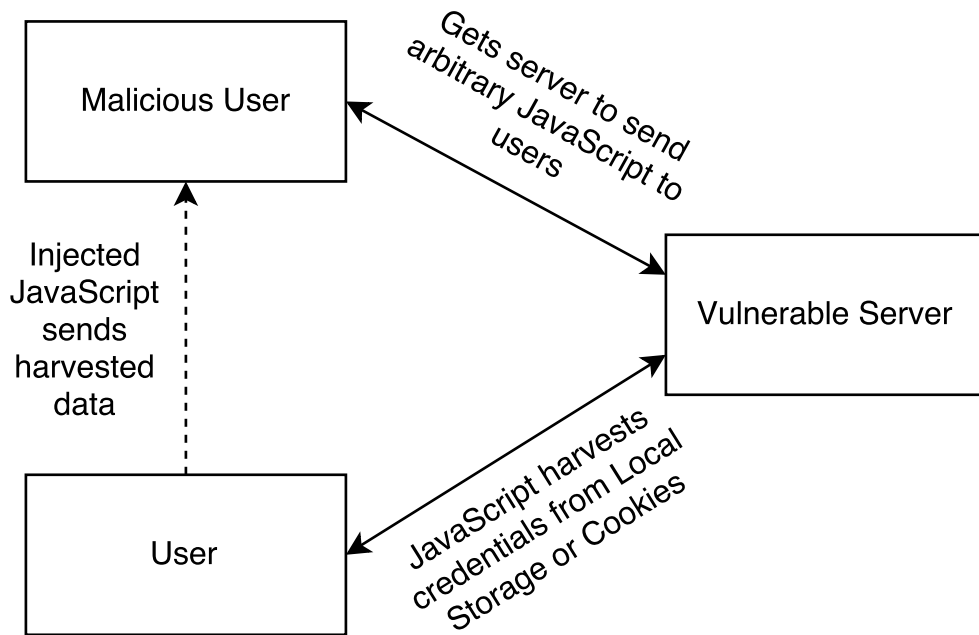 Malicious User
Gets server to send
arbitrary JavaScript to
users
Injected
JavaScript
sends
harvested
data
Vulnerable Server
User
JavaScript harvests
credentials from Local
Storage or Cookies